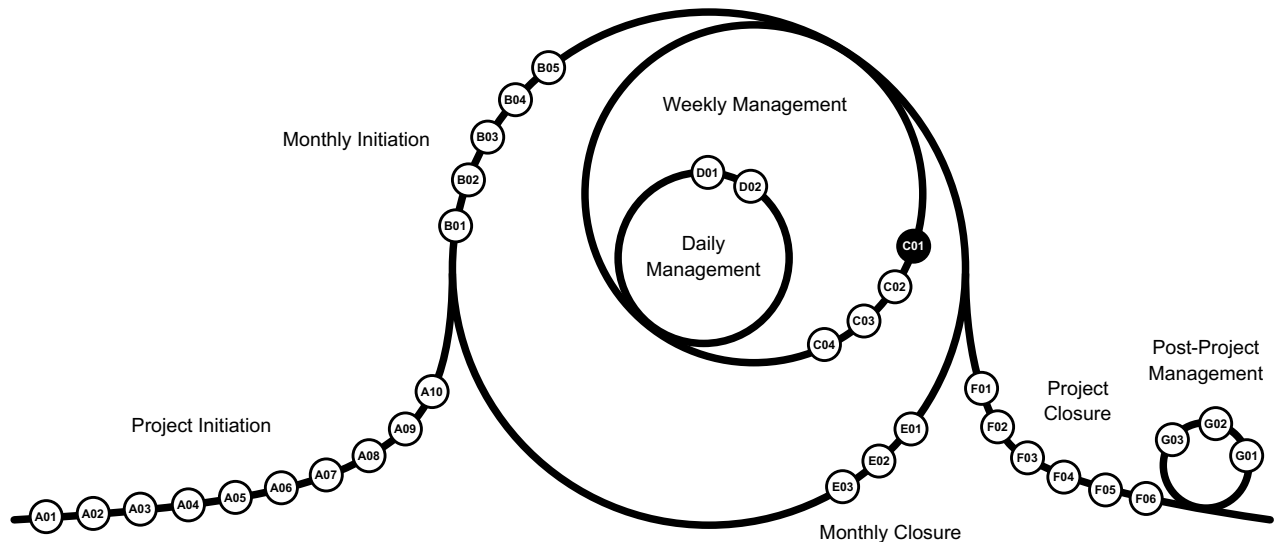 B05
B04
Weekly Management
Monthly Initiation
B03
B02
D01
D02
B01
Daily
Management
C01
C02
C03
C04
Post-Project
Management
Project
Closure
A10
F01
Project Initiation
A09
E01
F02
G02
G03
G01
A08
E02
F03
A07
A06
E03
F04
A05
F05
A04
F06
A03
A02
A01
Monthly Closure